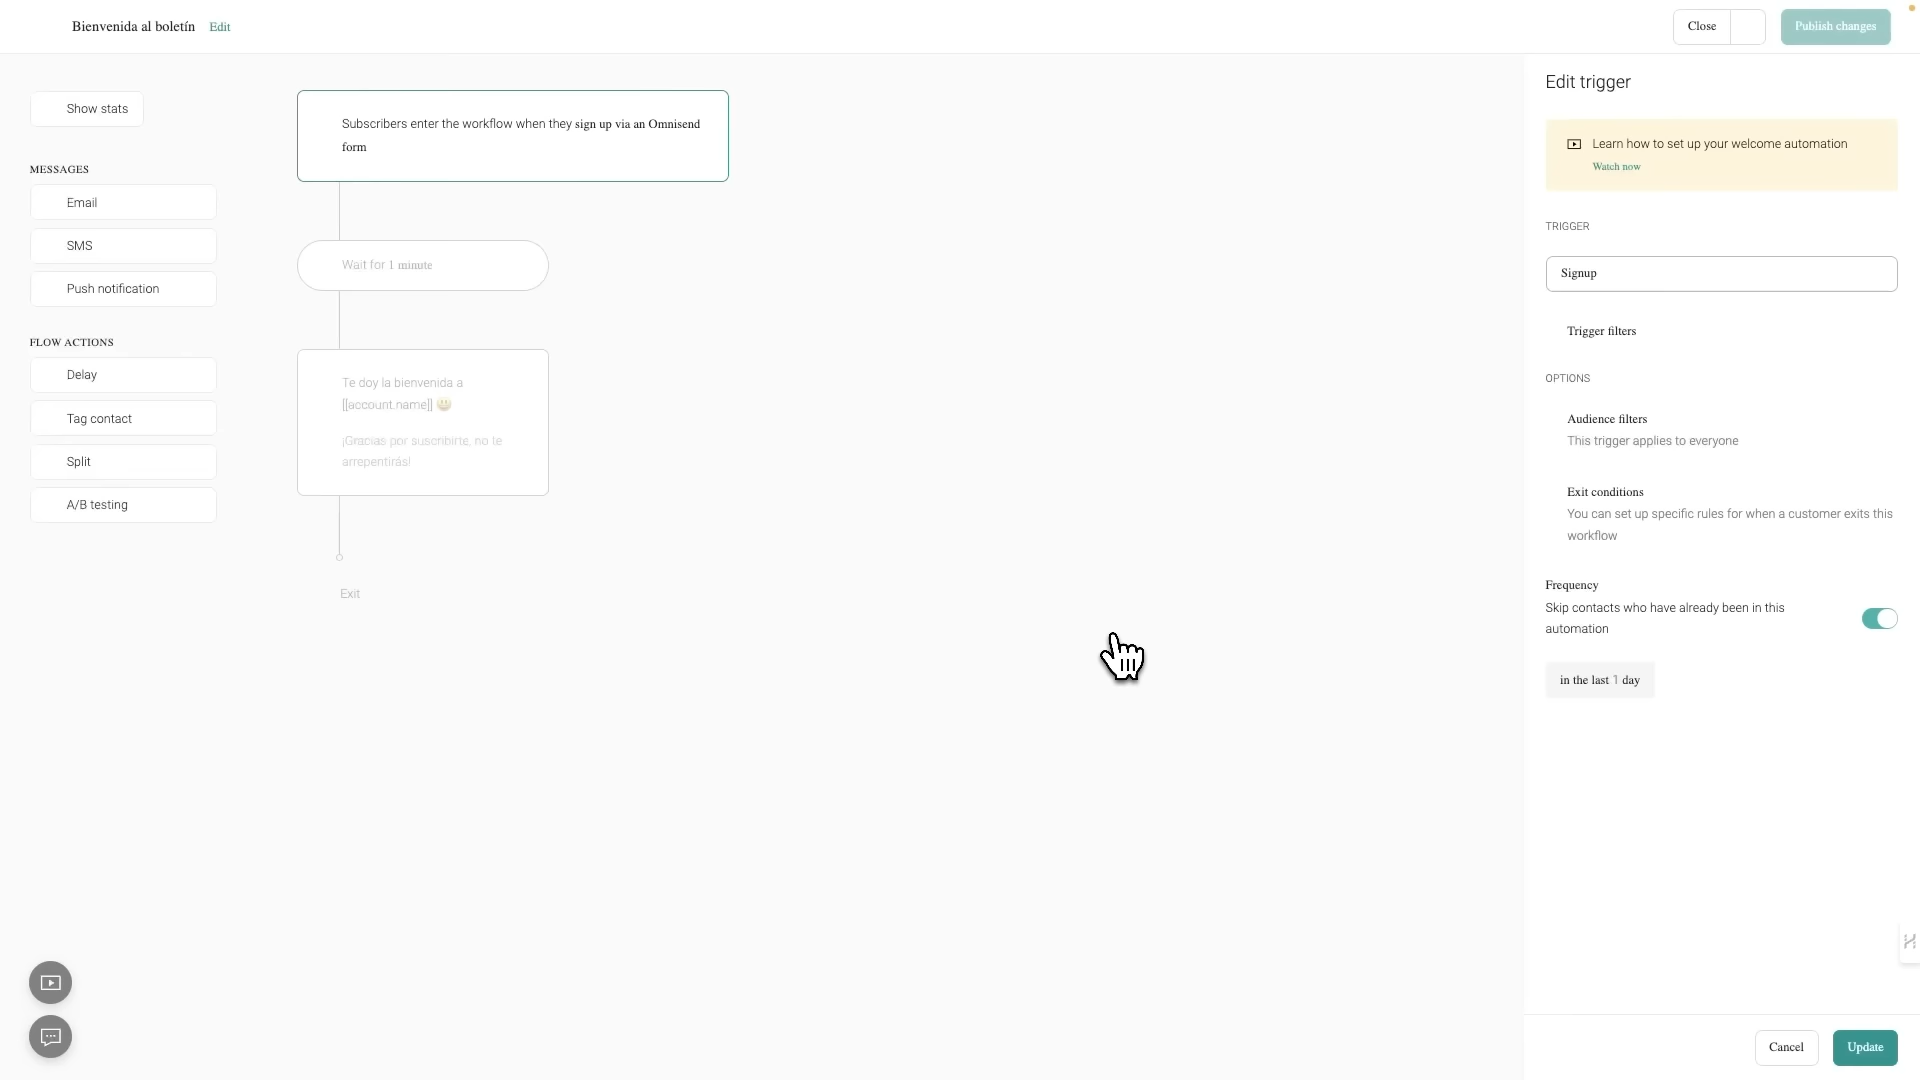 Bienvenida al boletín Edit
Close
Publish changes
Show stats
MESSAGES
Email
SMS
Push notification
FLOW ACTIONS
Delay
Tag contact
Split
A/B testing
Subscribers enter the workflow when they sign up via an Omnisend
form
Wait for 1 minute
Te doy la bienvenida a
[[account.name]] 😃
¡Gracias por suscribirte, no te
arrepentirás!
Exit
Edit trigger
Learn how to set up your welcome automation
Watch now
TRIGGER
Signup
Trigger filters
OPTIONS
Audience filters
This trigger applies to everyone
Exit conditions
You can set up specific rules for when a customer exits this
workflow
Frequency
Skip contacts who have already been in this
automation
in the last 1 day
Cancel
Update